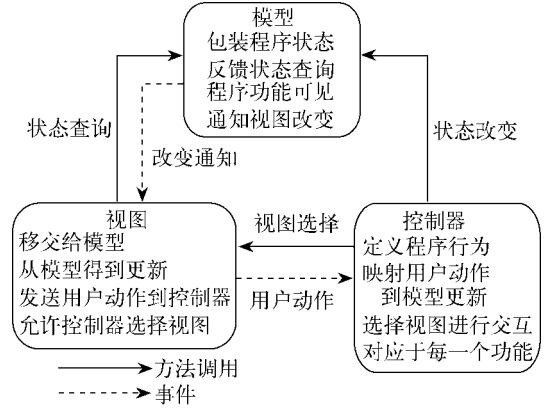 模型
包装程序状态
反馈状态查询
程序功能可见
通知视图改变
状态查询
改变通知
状态改变
视图
移交给模型
从模型得到更新
发送用户动作到控制器
允许控制器选择视图
视图选择
用户动作
控制器
定义程序行为
映射用户动作
到模型更新
选择视图进行交互
对应于每一个功能
方法调用
事件